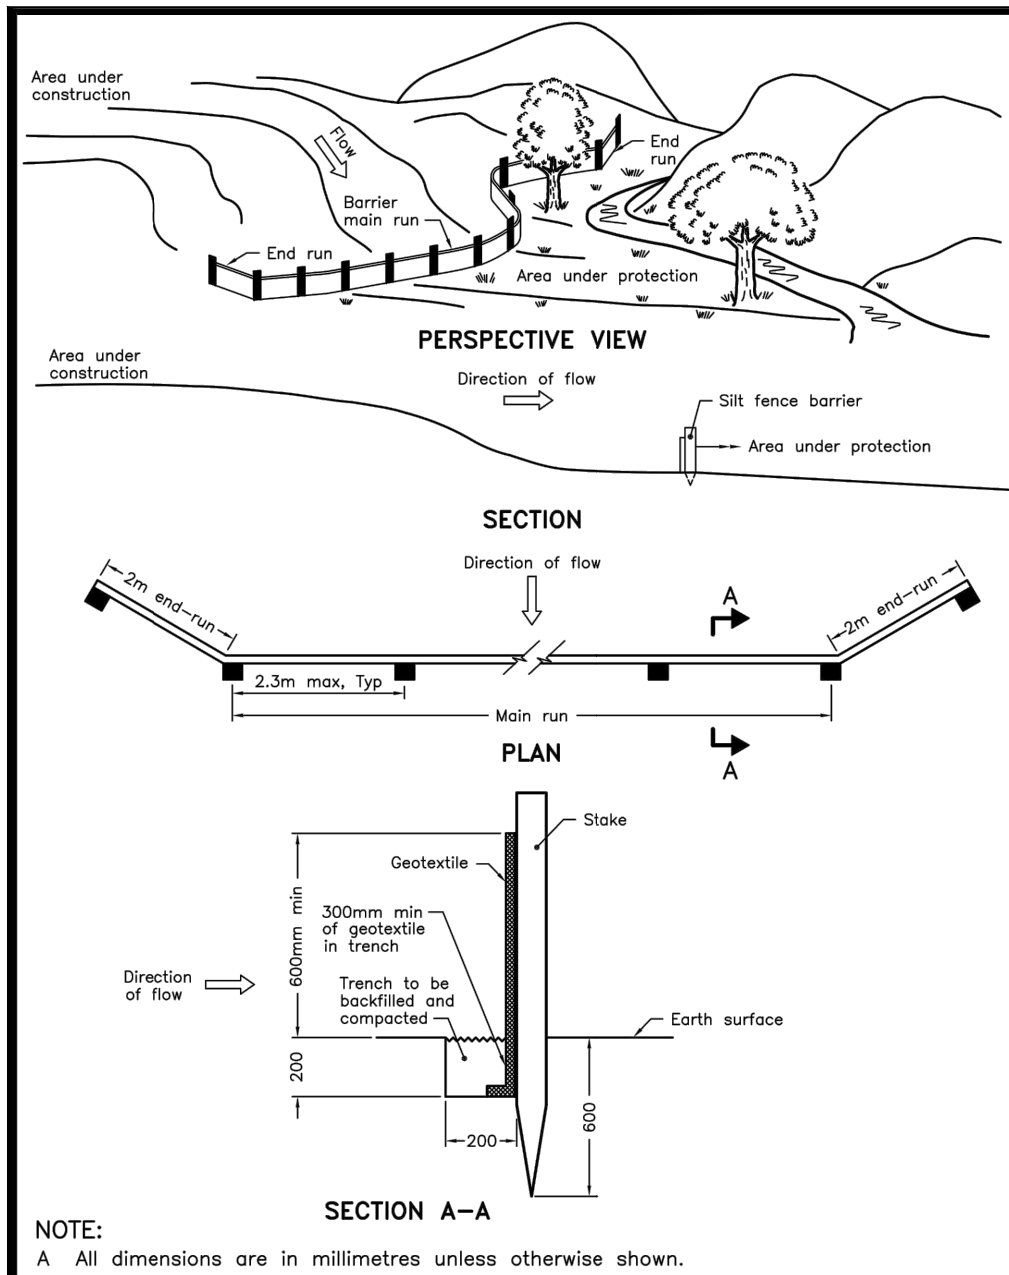 Area under
construction
Flow
End
run
Barrier
main run
End run
Area under protection
PERSPECTIVE VIEW
Area under
construction
Direction of flow
Silt fence barrier
Area under protection
SECTION
Direction of flow
2m end-run
A
2m end-run
2.3m max, Typ
Main run
PLAN
A
Stake
Geotextile
600mm min
300mm min
of geotextile
in trench
Direction
of flow
Trench to be
backfilled and
compacted
Earth surface
200
600
200
SECTION A-A
NOTE:
A All dimensions are in millimetres unless otherwise shown.